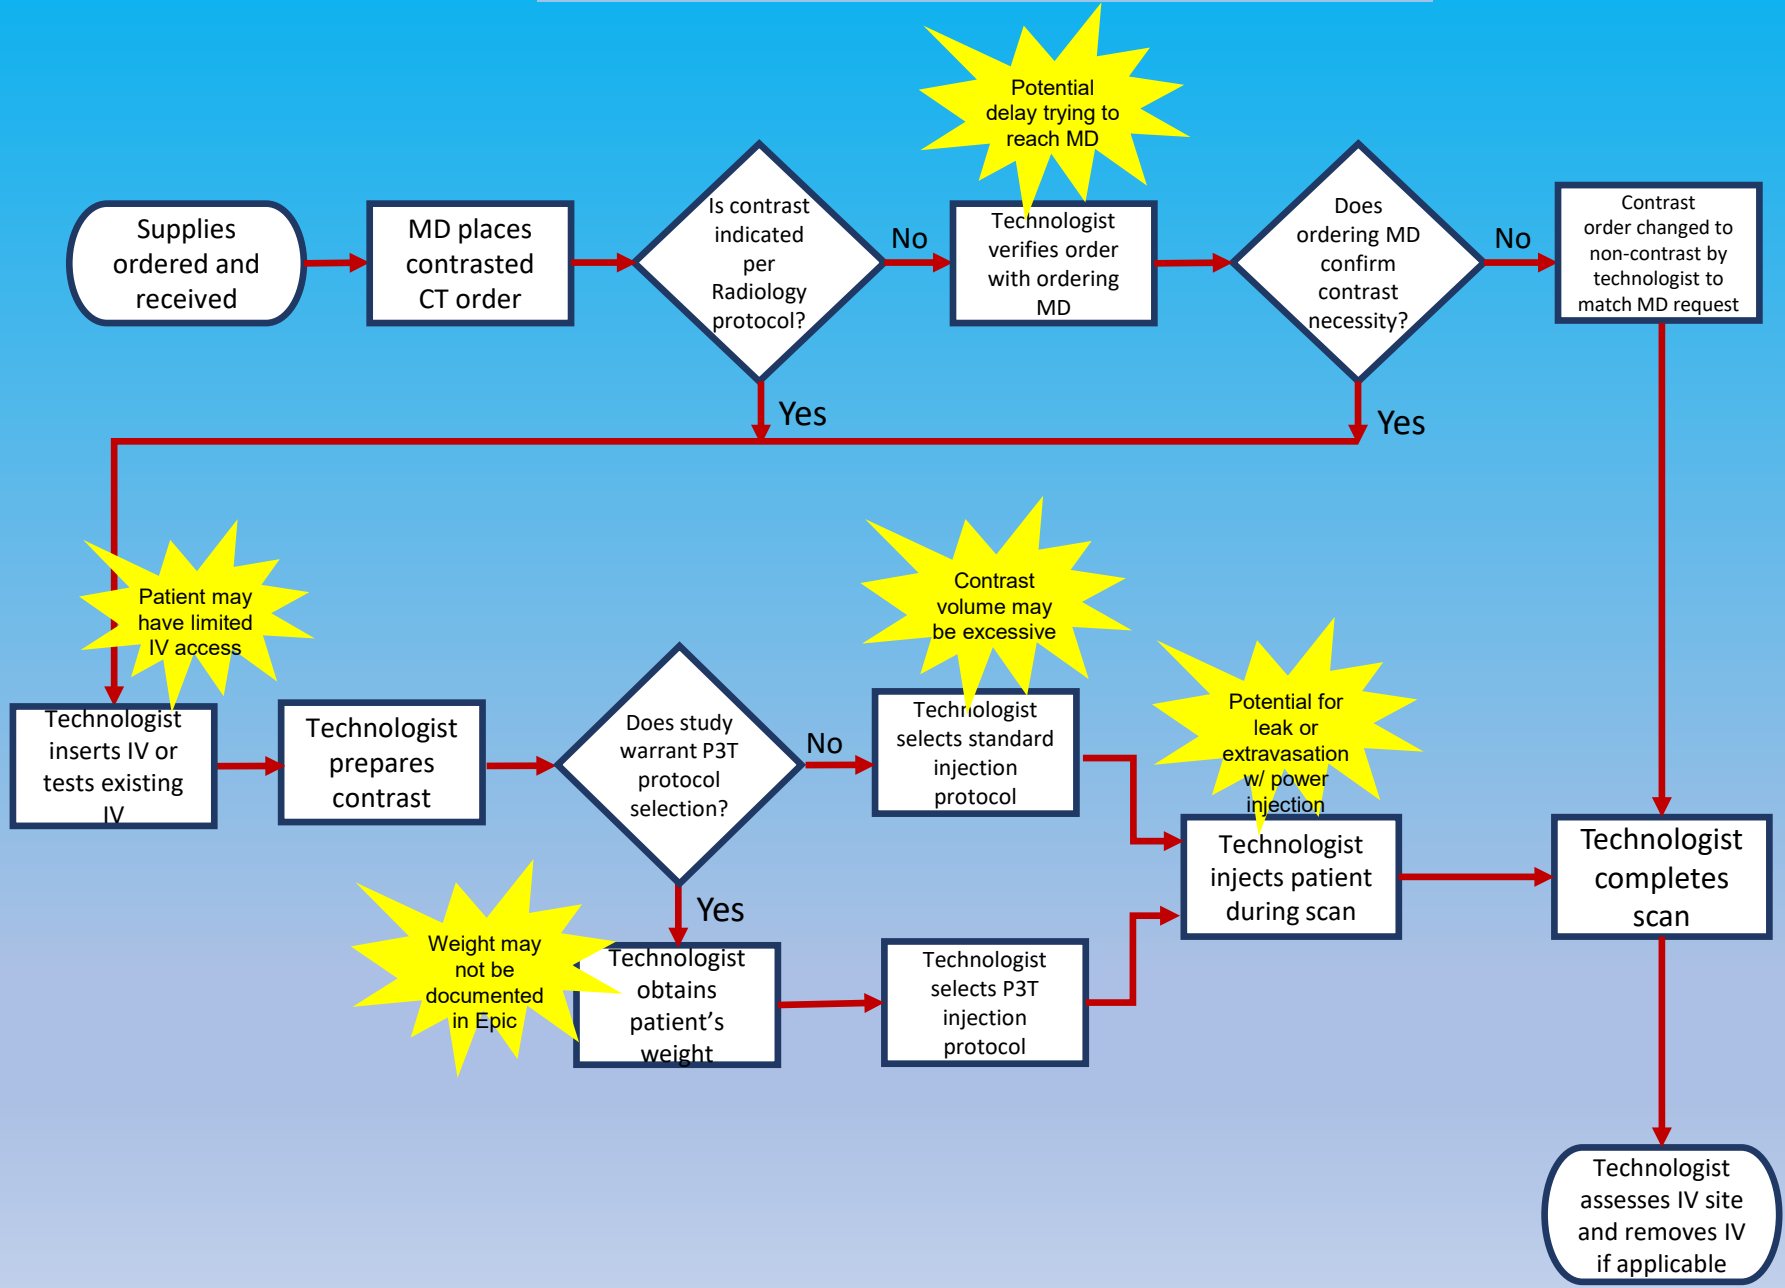 Potential
delay trying to
reach MD
Supplies
ordered and
received
MD places
contrasted
CT order
Is contrast
indicated
per
Radiology
protocol?
No
Technologist
verifies order
with ordering
MD
Does
ordering MD
confirm
contrast
necessity?
No
Contrast
order changed to
non-contrast by
technologist to
match MD request
Yes
Yes
Patient may
have limited
IV access
Contrast
volume may
be excessive
Potential for
leak or
extravasation
w/ power
injection
Technologist
inserts IV or
tests existing
IV
Technologist
prepares
contrast
Does study
warrant P3T
protocol
selection?
No
Technologist
selects standard
injection
protocol
Technologist
injects patient
during scan
Technologist
completes
scan
Yes
Weight may
not be
documented
in Epic
Technologist
obtains
patient’s
weight
Technologist
selects P3T
injection
protocol
Technologist
assesses IV site
and removes IV
if applicable